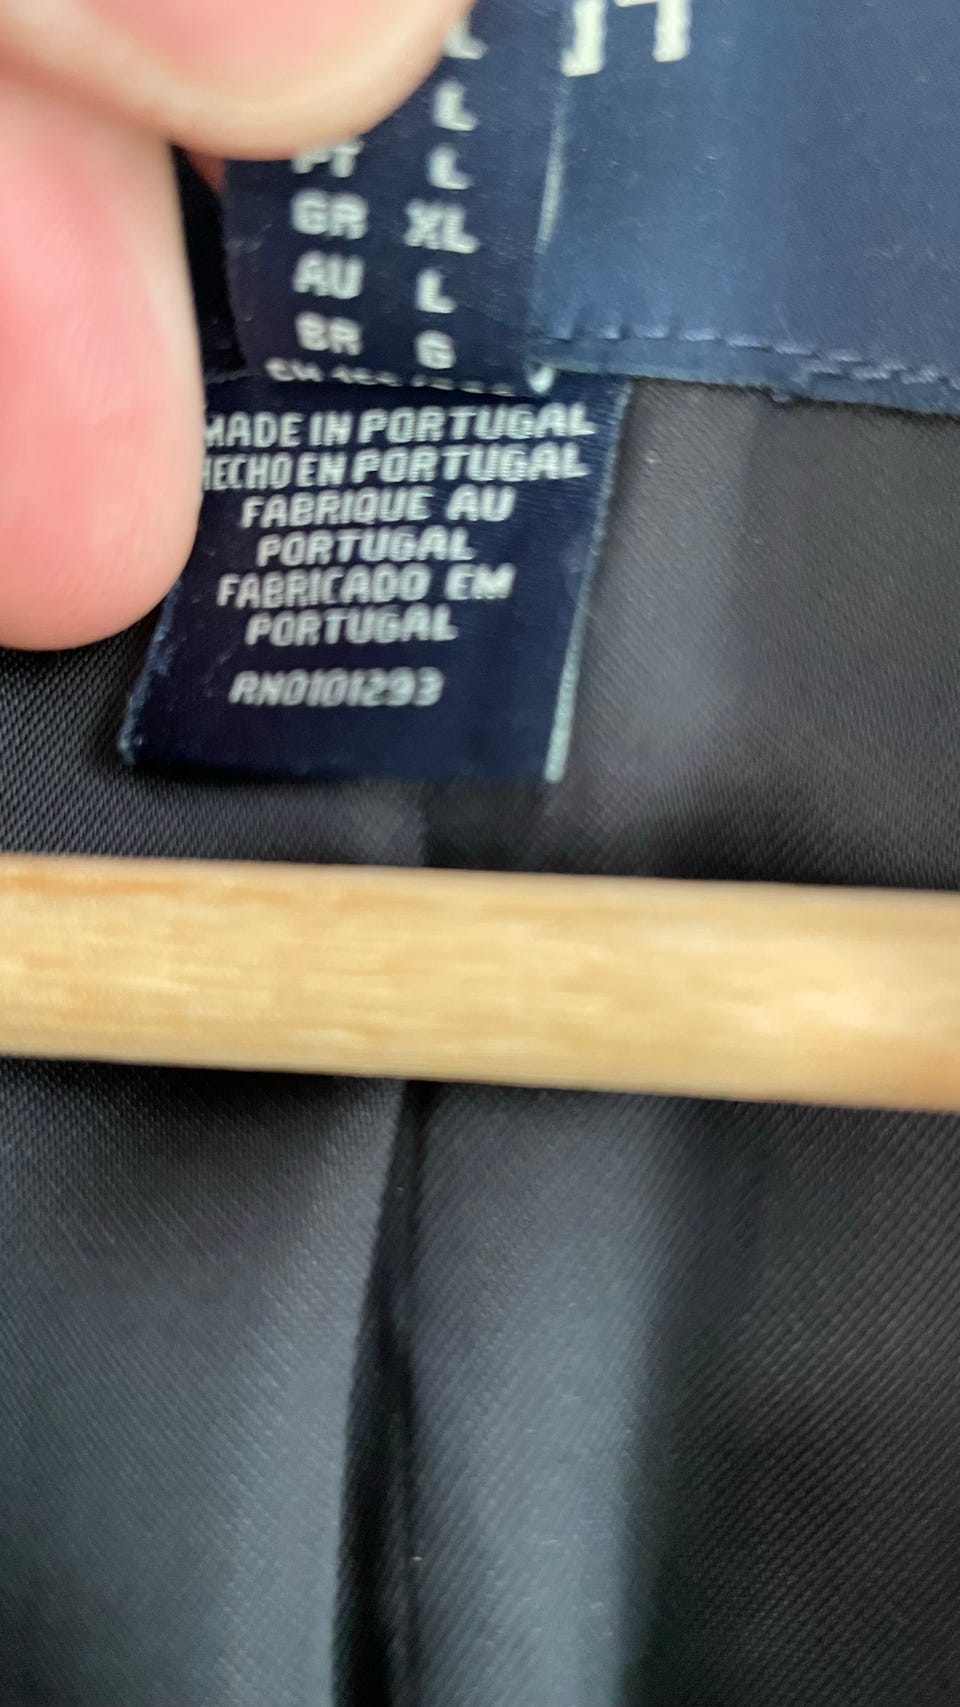 L
L
PT L
GR XL
AU L
BR G
MADE IN PORTUGAL
HECHO EN PORTUGAL
FABRIQUE AU
PORTUGAL
FABRICADO EM
PORTUGAL
RN0101293